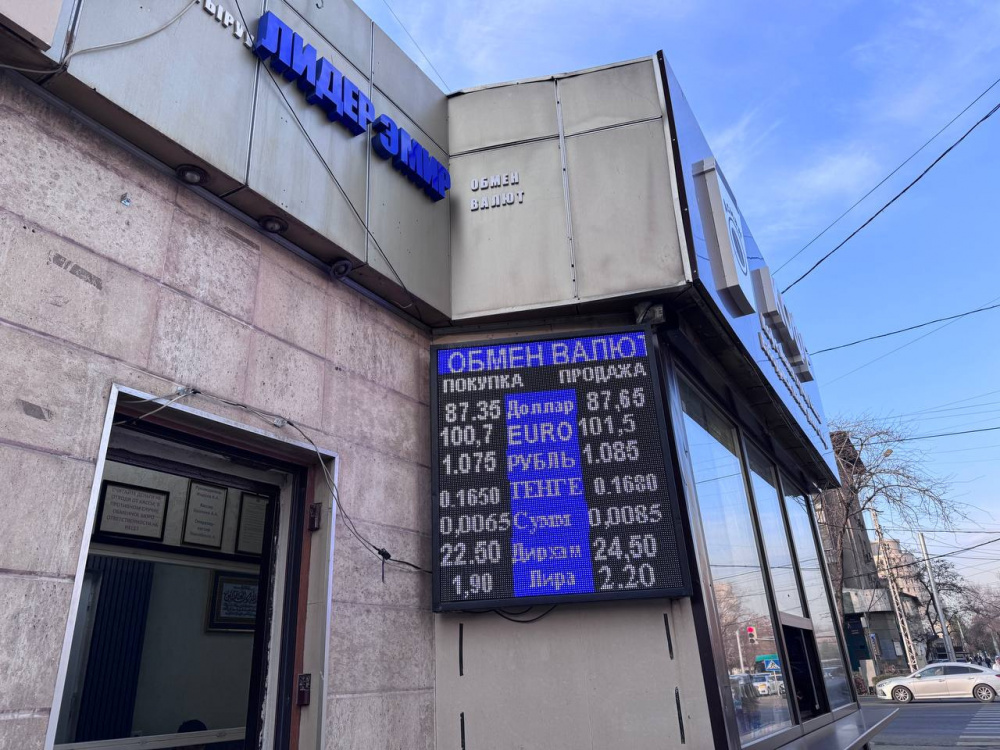 ЛИДЕР ЭМИР
ОБМЕН
ВАЛЮТ
ОБМЕН ВАЛЮТ
ПОКУПКА ПРОДАЖА
87.35 Доллар 87,65
100,7 EURO 101,5
1.075 РУБЛЬ 1.085
0.1650 ТЕНГЕ 0.1680
0,0065 Сумм 0,0085
22.50 Дирхам 24,50
1,90 Лира 2.20